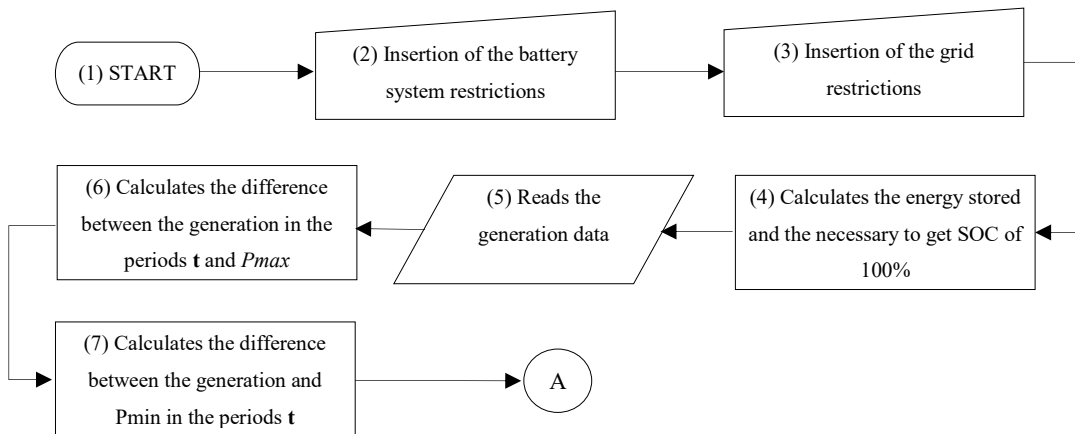 (1) START
(2) Insertion of the battery
system restrictions
(3) Insertion of the grid
restrictions
(4) Calculates the energy stored
and the necessary to get SOC of
100%
(5) Reads the
generation data
(6) Calculates the difference
between the generation in the
periods t and Pmax
(7) Calculates the difference
between the generation and
Pmin in the periods t
A